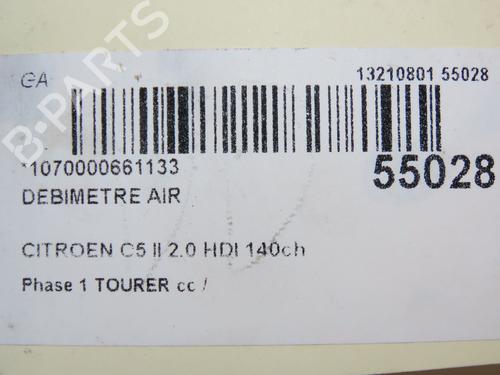 GA
13210801 55028
*1070000661133
55028
DEBIMETRE AIR
CITROEN C5 II 2.0 HDI 140ch
Phase 1 TOURER cc /
B-PARTS